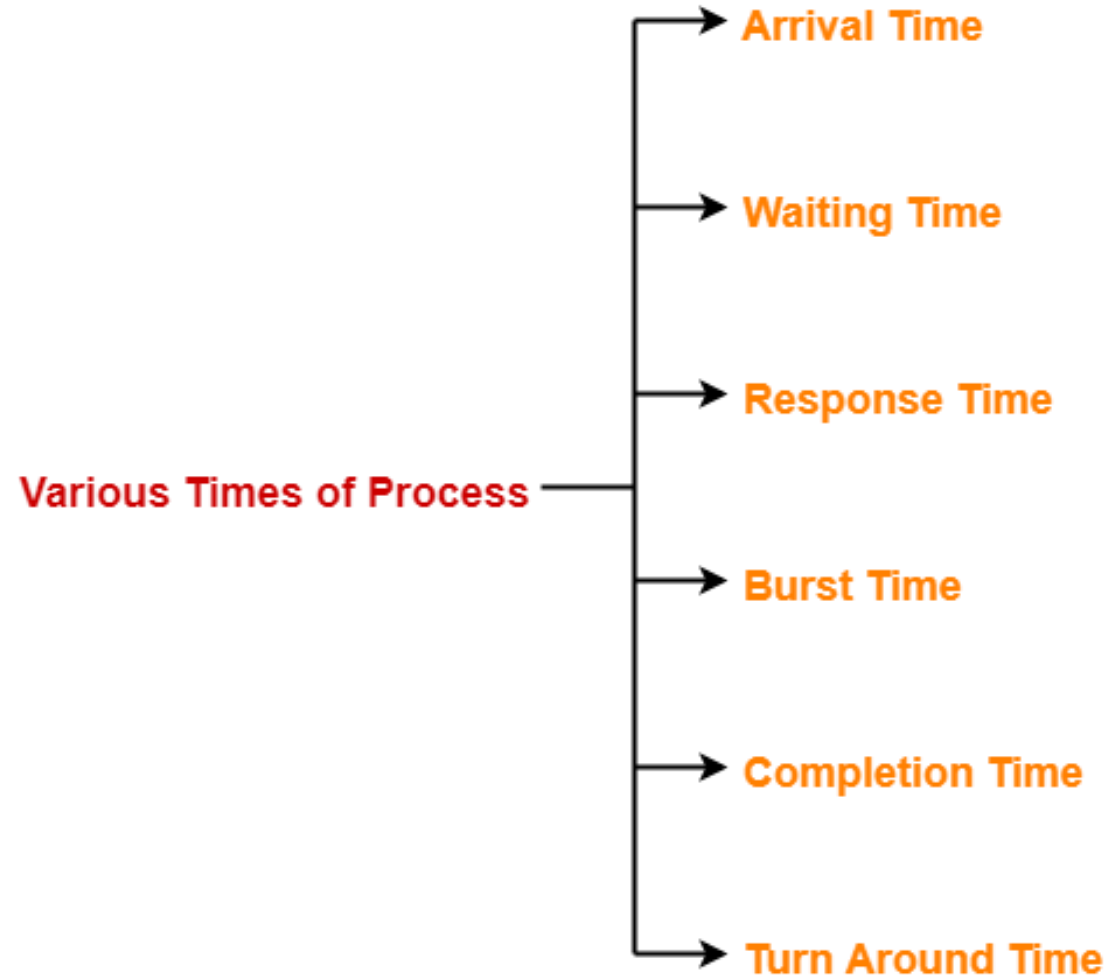 Arrival Time
Waiting Time
Response Time
Various Times of Process
Burst Time
Completion Time
Turn Around Time